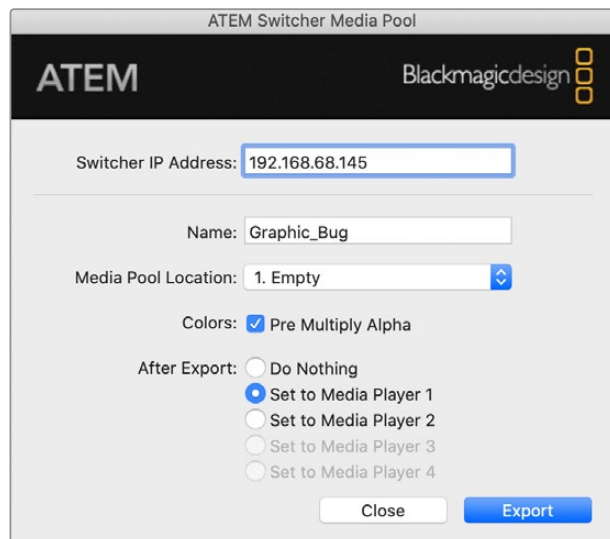 ATEM Switcher Media Pool
ATEM
Blackmagicdesign
Switcher IP Address: 192.168.68.145
Name: Graphic_Bug
Media Pool Location: 1. Empty
Colors: Pre Multiply Alpha
After Export: Do Nothing
Set to Media Player 1
Set to Media Player 2
Set to Media Player 3
Set to Media Player 4
Close Export